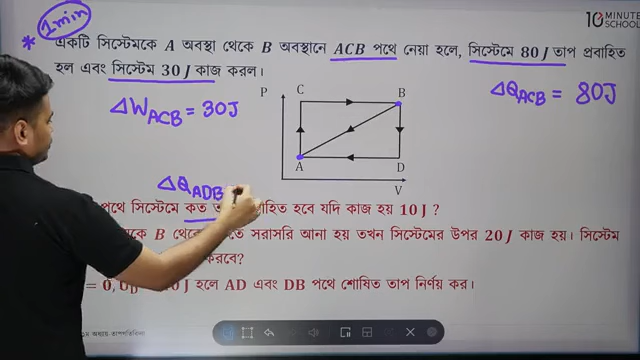 1 min
10 MINUTE SCHOOL
* একটি সিস্টেমকে A অবস্থা থেকে B অবস্থানে ACB পথে নেয়া হলে, সিস্টেমে 80 J তাপ প্রবাহিত
হল এবং সিস্টেম 30 J কাজ করল।
ΔW_ACB = 30J
ΔQ_ACB = 80J
P
C
B
A
D
V
ΔQ_ADB
পথে সিস্টেমে কত হবে যদি কাজ হয় 10 J ?
B সরাসরি আনা হয় তখন সিস্টেমের উপর 20 J কাজ হয়। সিস্টেম
করবে?
= 0, হলে AD এবং DB পথে শোষিত তাপ নির্ণয় কর।